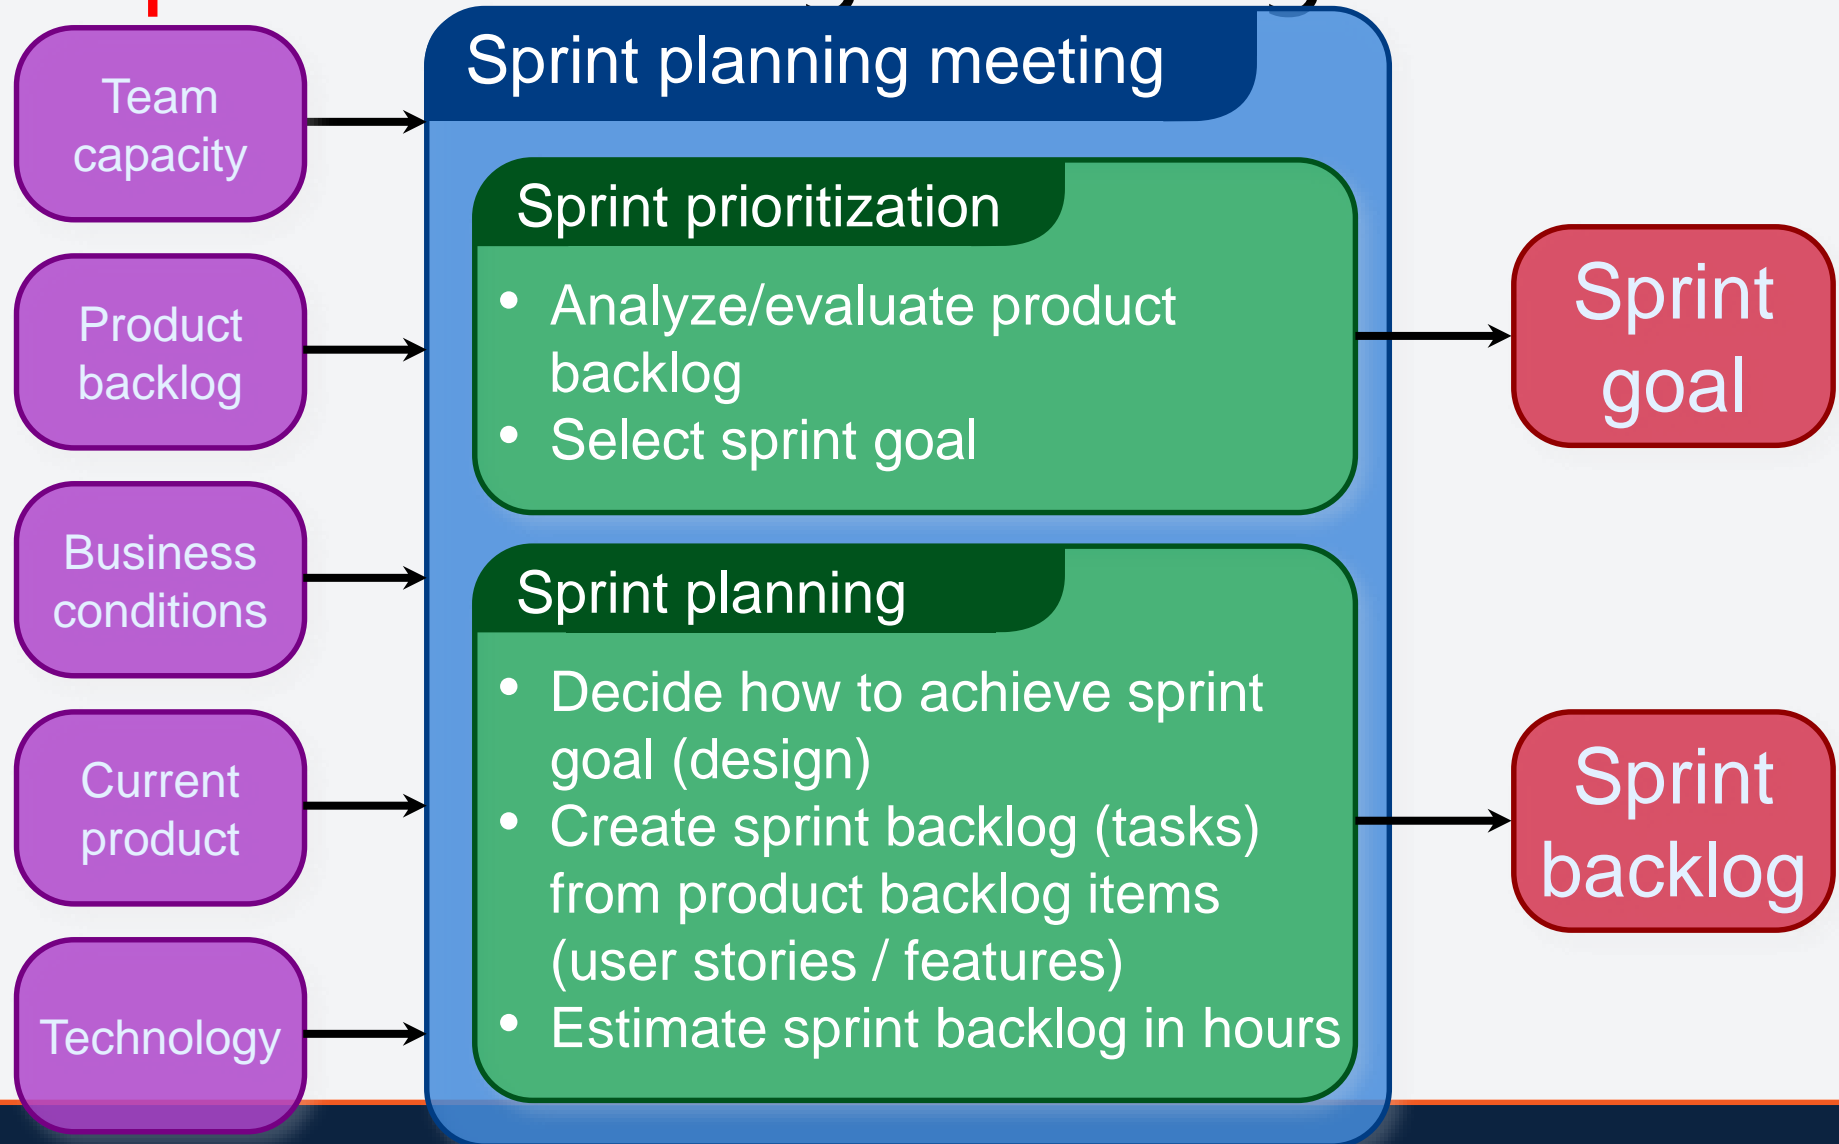 Team
capacity
Product
backlog
Business
conditions
Current
product
Technology
Sprint planning meeting
Sprint prioritization
• Analyze/evaluate product
backlog
• Select sprint goal
Sprint planning
• Decide how to achieve sprint
goal (design)
• Create sprint backlog (tasks)
from product backlog items
(user stories / features)
• Estimate sprint backlog in hours
Sprint
goal
Sprint
backlog